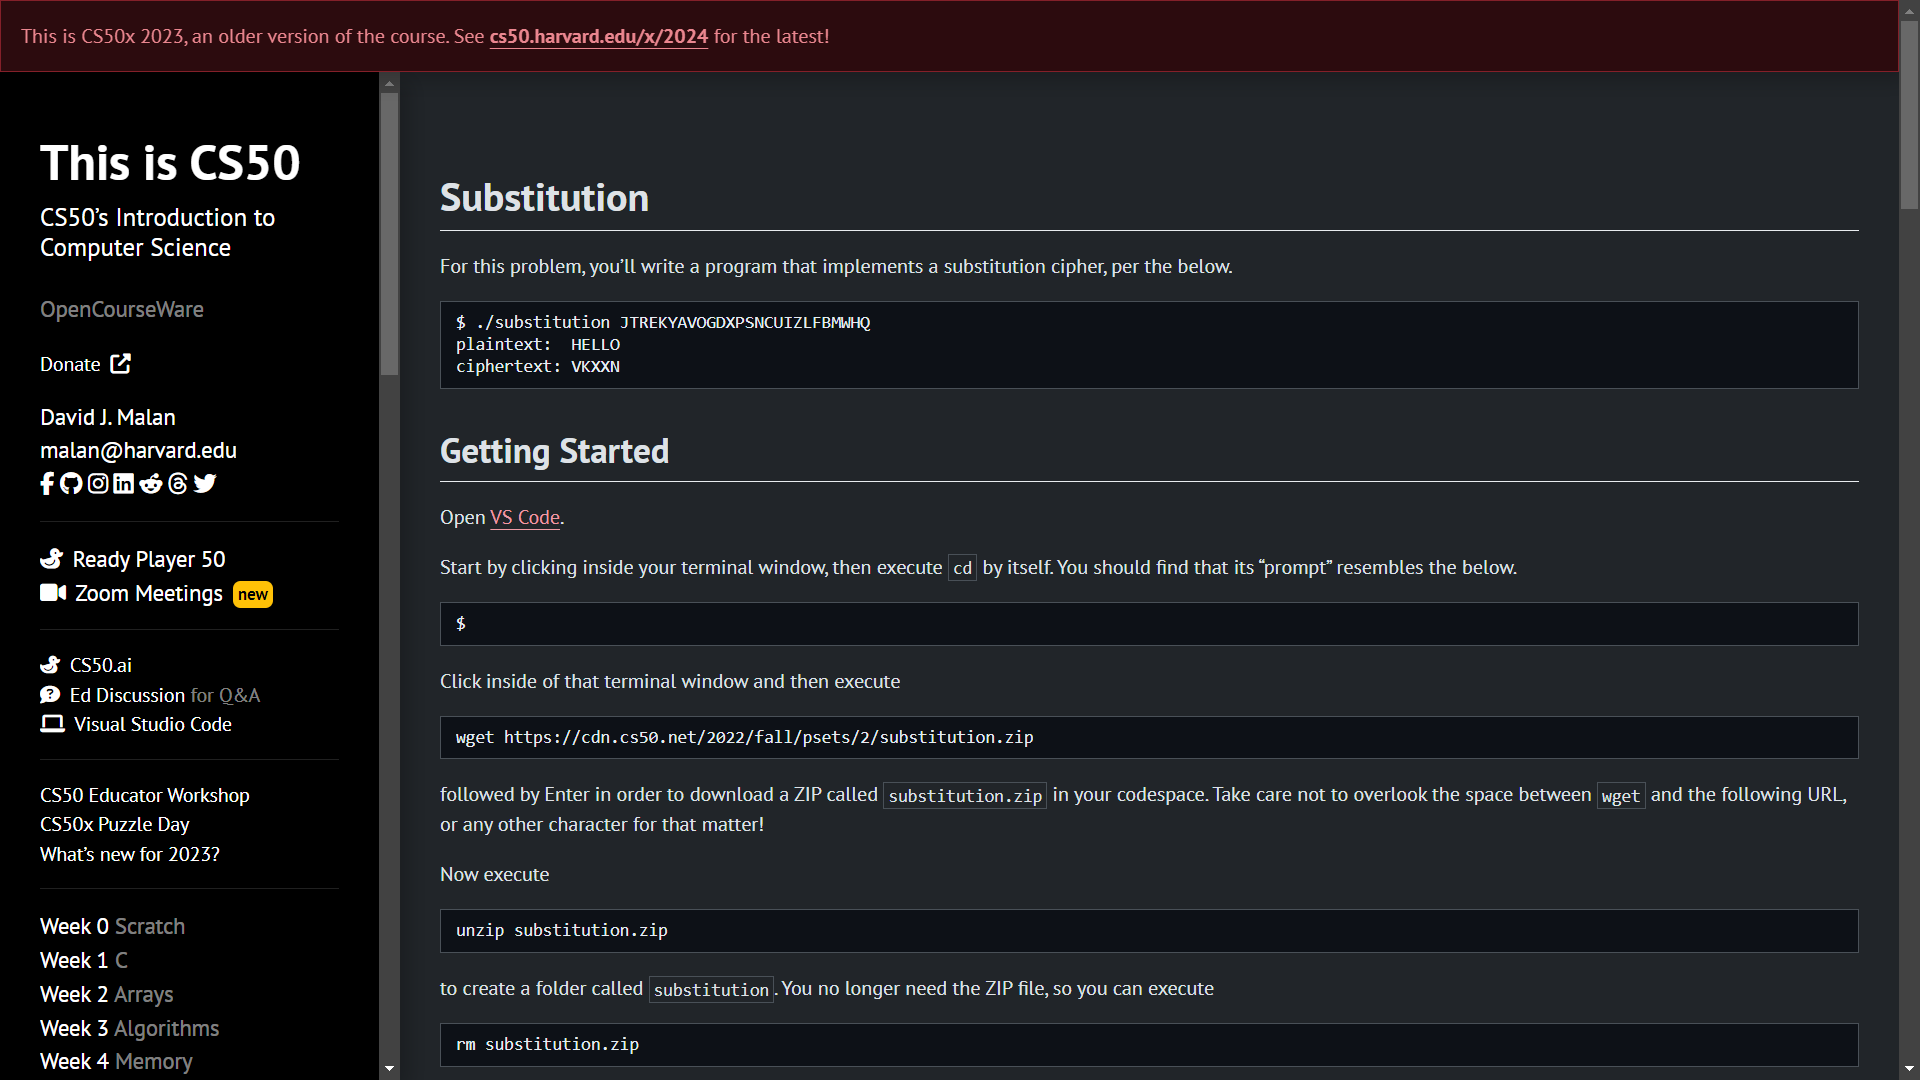 This is CS50x 2023, an older version of the course. See cs50.harvard.edu/x/2024 for the latest!
This is CS50
CS50’s Introduction to
Computer Science
OpenCourseWare
Donate
David J. Malan
malan@harvard.edu
Ready Player 50
Zoom Meetings new
CS50.ai
Ed Discussion for Q&A
Visual Studio Code
CS50 Educator Workshop
CS50x Puzzle Day
What’s new for 2023?
Week 0 Scratch
Week 1 C
Week 2 Arrays
Week 3 Algorithms
Week 4 Memory
Substitution
For this problem, you’ll write a program that implements a substitution cipher, per the below.
$ ./substitution JTREKYAVOGDXPSNCUIZLFBMWHQ
plaintext:  HELLO
ciphertext: VKXXN
Getting Started
Open VS Code.
Start by clicking inside your terminal window, then execute cd by itself. You should find that its “prompt” resembles the below.
$
Click inside of that terminal window and then execute
wget https://cdn.cs50.net/2022/fall/psets/2/substitution.zip
followed by Enter in order to download a ZIP called substitution.zip in your codespace. Take care not to overlook the space between wget and the following URL,
or any other character for that matter!
Now execute
unzip substitution.zip
to create a folder called substitution. You no longer need the ZIP file, so you can execute
rm substitution.zip